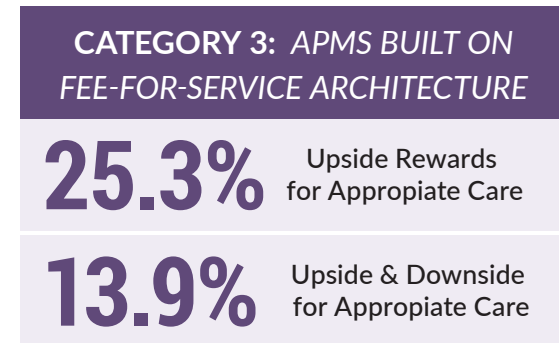 CATEGORY 3: APMS BUILT ON
FEE-FOR-SERVICE ARCHITECTURE
25.3%
Upside Rewards
for Appropiate Care
13.9%
Upside & Downside
for Appropiate Care